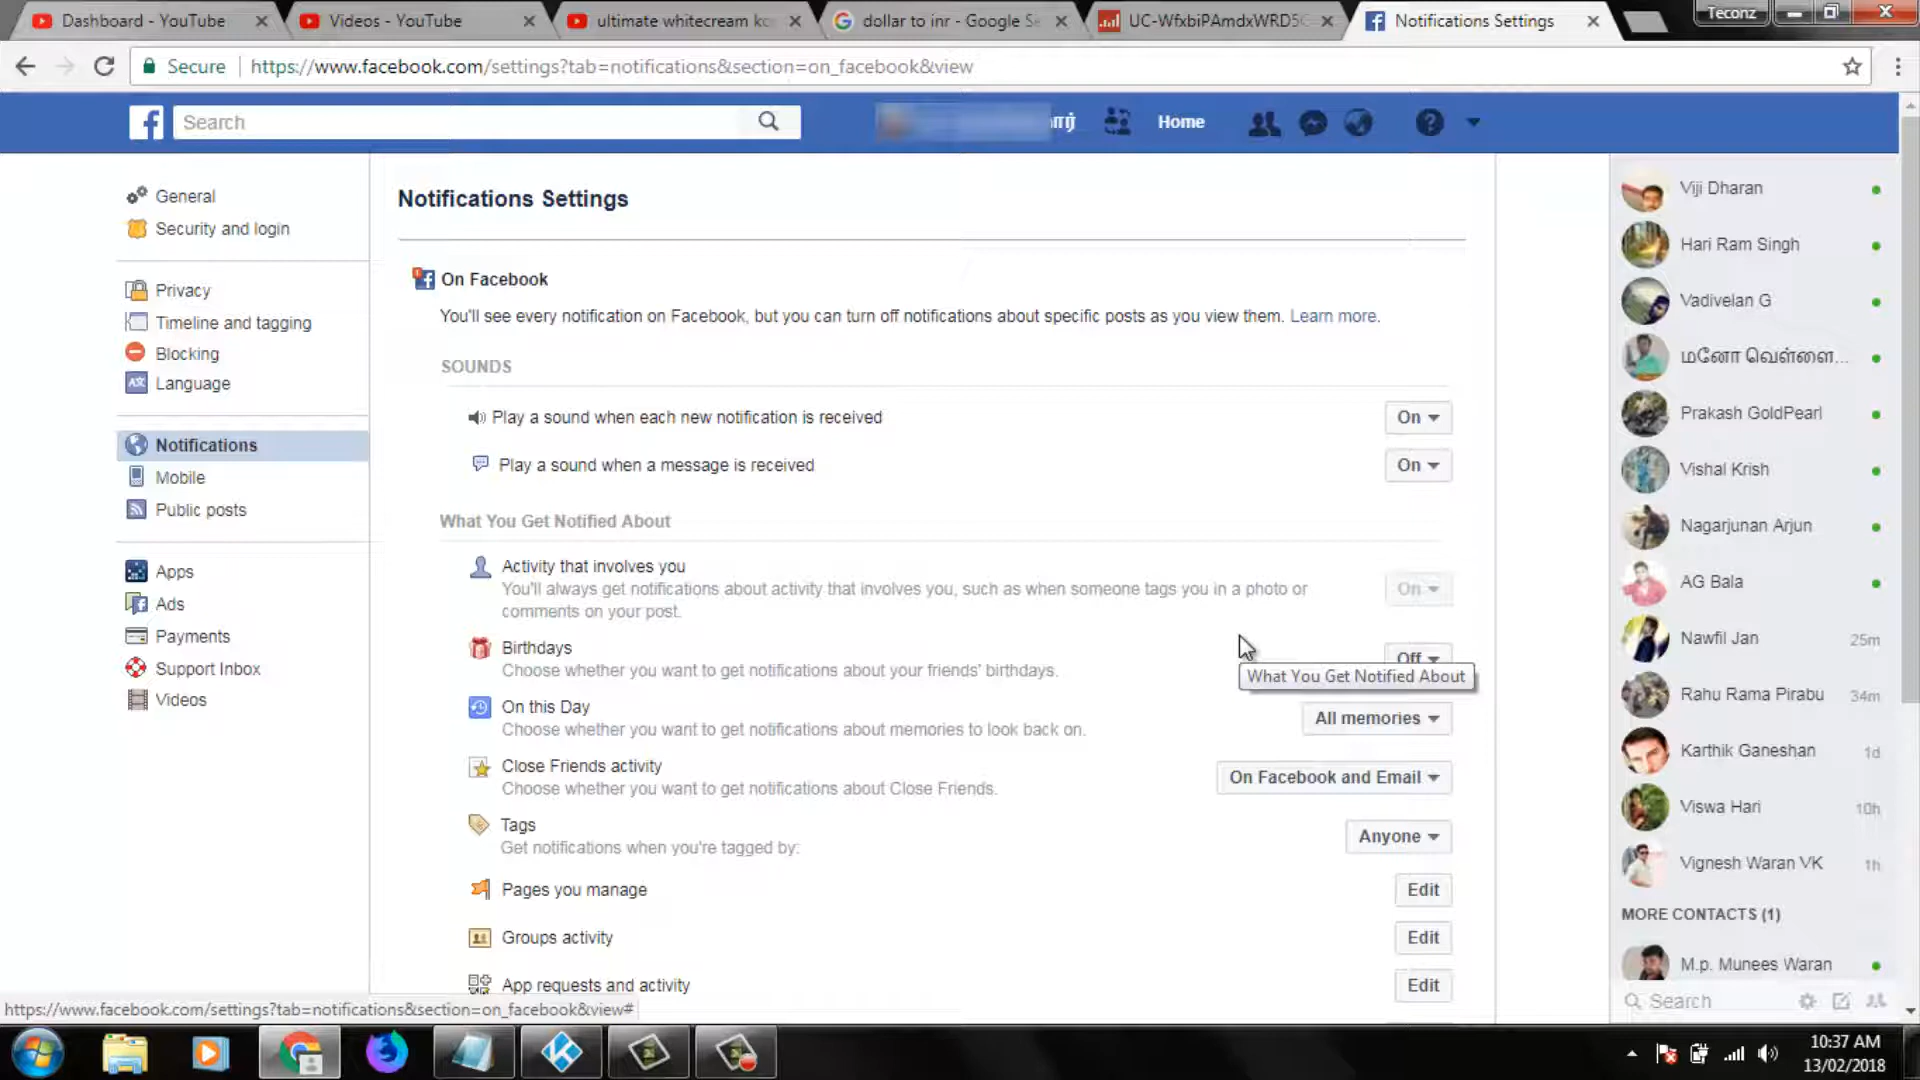 Dashboard - YouTube
Videos - YouTube
ultimate whitecream ko
dollar to inr - Google Se
UC-WfxbiPAmdxWRD5C
Notifications Settings
Teconz
Secure
https://www.facebook.com/settings?tab=notifications&section=on_facebook&view
Search
ார்
Home
General
Security and login
Privacy
Timeline and tagging
Blocking
Language
Notifications
Mobile
Public posts
Apps
Ads
Payments
Support Inbox
Videos
Notifications Settings
On Facebook
You'll see every notification on Facebook, but you can turn off notifications about specific posts as you view them. Learn more.
SOUNDS
Play a sound when each new notification is received
On
Play a sound when a message is received
On
What You Get Notified About
Activity that involves you
You'll always get notifications about activity that involves you, such as when someone tags you in a photo or
comments on your post.
On
Birthdays
Choose whether you want to get notifications about your friends' birthdays.
Off
What You Get Notified About
On this Day
Choose whether you want to get notifications about memories to look back on.
All memories
Close Friends activity
Choose whether you want to get notifications about Close Friends.
On Facebook and Email
Tags
Get notifications when you're tagged by:
Anyone
Pages you manage
Edit
Groups activity
Edit
App requests and activity
Edit
Viji Dharan
Hari Ram Singh
Vadivelan G
மனோ வெள்ளை...
Prakash GoldPearl
Vishal Krish
Nagarjunan Arjun
AG Bala
Nawfil Jan 25m
Rahu Rama Pirabu 34m
Karthik Ganeshan 1d
Viswa Hari 10h
Vignesh Waran VK 1h
MORE CONTACTS (1)
M.p. Munees Waran
Search
https://www.facebook.com/settings?tab=notifications&section=on_facebook&view#
10:37 AM
13/02/2018